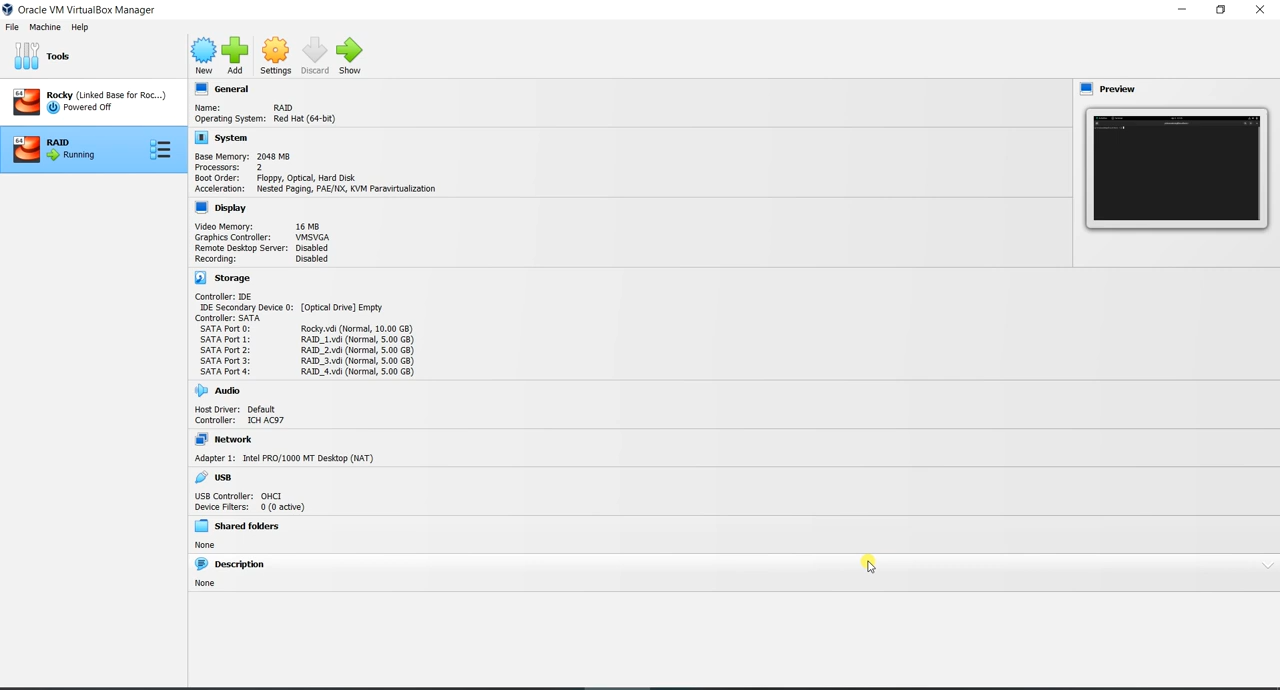 Oracle VM VirtualBox Manager
File Machine Help
Tools
New Add Settings Discard Show
64 Rocky (Linked Base for Roc...)
Powered Off
64 RAID
Running
General
Name: RAID
Operating System: Red Hat (64-bit)
System
Base Memory: 2048 MB
Processors: 2
Boot Order: Floppy, Optical, Hard Disk
Acceleration: Nested Paging, PAE/NX, KVM Paravirtualization
Display
Video Memory: 16 MB
Graphics Controller: VMSVGA
Remote Desktop Server: Disabled
Recording: Disabled
Preview
Storage
Controller: IDE
IDE Secondary Device 0: [Optical Drive] Empty
Controller: SATA
SATA Port 0: Rocky.vdi (Normal, 10.00 GB)
SATA Port 1: RAID_1.vdi (Normal, 5.00 GB)
SATA Port 2: RAID_2.vdi (Normal, 5.00 GB)
SATA Port 3: RAID_3.vdi (Normal, 5.00 GB)
SATA Port 4: RAID_4.vdi (Normal, 5.00 GB)
Audio
Host Driver: Default
Controller: ICH AC97
Network
Adapter 1: Intel PRO/1000 MT Desktop (NAT)
USB
USB Controller: OHCI
Device Filters: 0 (0 active)
Shared folders
None
Description
None